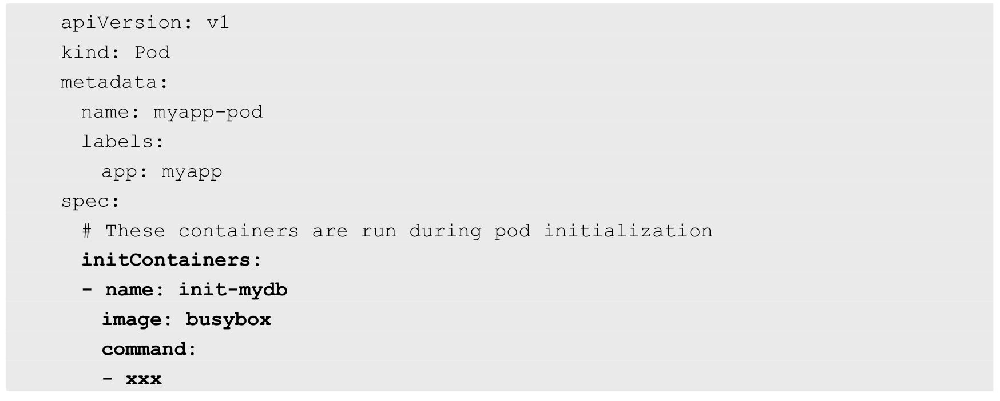 apiVersion: v1
kind: Pod
metadata:
  name: myapp-pod
  labels:
    app: myapp
spec:
  # These containers are run during pod initialization
  initContainers:
  - name: init-mydb
    image: busybox
    command:
    - xxx